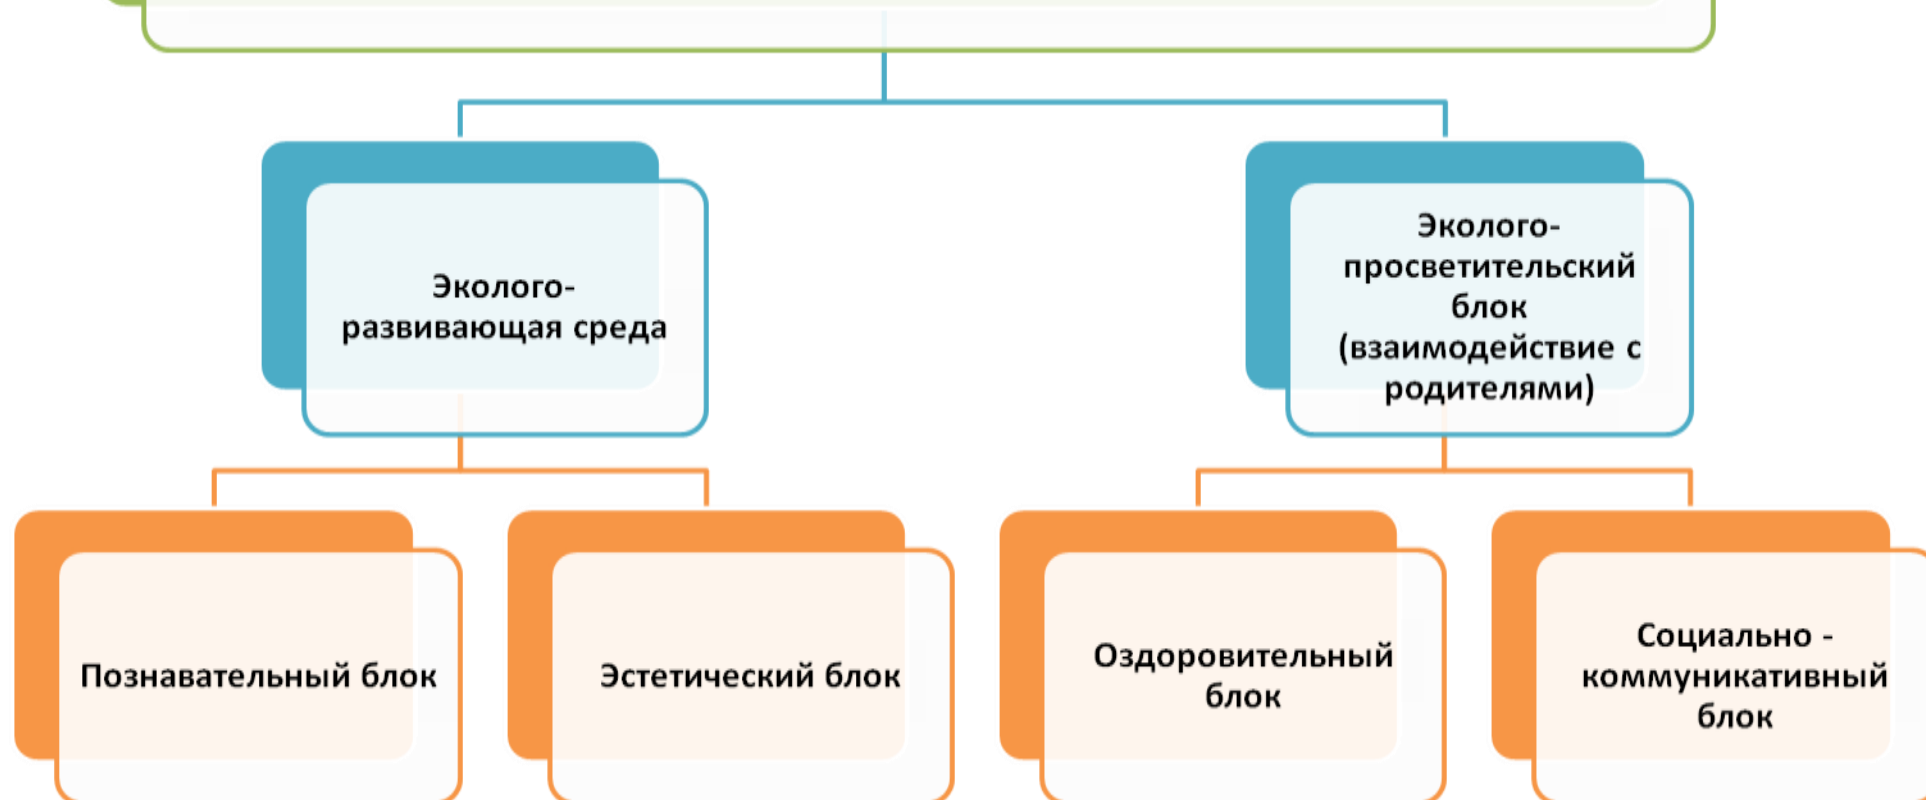 Эколого-
развивающая среда
Эколого-
просветительский
блок
(взаимодействие с
родителями)
Познавательный блок
Эстетический блок
Оздоровительный
блок
Социально -
коммуникативный
блок